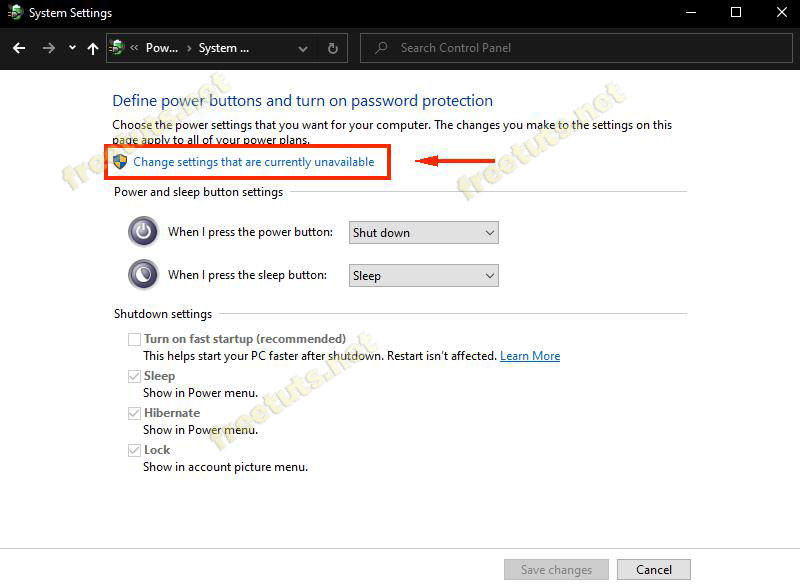 System Settings
« Pow... › System ...
Search Control Panel
Define power buttons and turn on password protection
Choose the power settings that you want for your computer. The changes you make to the settings on this
page apply to all of your power plans.
Change settings that are currently unavailable
Power and sleep button settings
When I press the power button: Shut down
When I press the sleep button: Sleep
Shutdown settings
Turn on fast startup (recommended)
This helps start your PC faster after shutdown. Restart isn't affected. Learn More
Sleep
Show in Power menu.
Hibernate
Show in Power menu.
Lock
Show in account picture menu.
Save changes
Cancel
freetuts.net
freetuts.net
freetuts.net